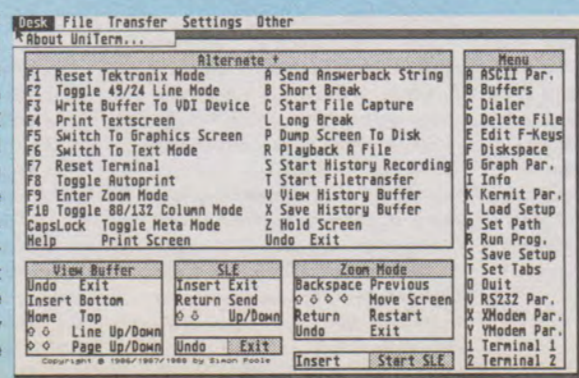 Desk File Transfer Settings Other
About UniTerm...
Alternate +
F1 Reset Tektronix Mode
F2 Toggle 49/24 Line Mode
F3 Write Buffer To VDI Device
F4 Print Textscreen
F5 Switch To Graphics Screen
F6 Switch To Text Mode
F7 Reset Terminal
F8 Toggle Autoprint
F9 Enter Zoom Mode
F10 Toggle 80/132 Column Mode
CapsLock Toggle Meta Mode
Help Print Screen
A Send Answerback String
B Short Break
C Start File Capture
L Long Break
P Dump Screen To Disk
R Playback A File
S Start History Recording
T Start Filetransfer
V View History Buffer
X Save History Buffer
Z Hold Screen
Undo Exit
Menu
A ASCII Par.
B Buffers
C Dialer
D Delete File
E Edit F-Keys
F Diskspace
G Graph Par.
I Info
K Kermit Par.
L Load Setup
P Set Path
R Run Prog.
S Save Setup
T Set Tabs
Q Quit
V RS232 Par.
X XModem Par.
Y YModem Par.
1 Terminal 1
2 Terminal 2
View Buffer
Undo Exit
Insert Bottom
Home Top
⇧ ⇩ Line Up/Down
⇨ ⇦ Page Up/Down
SLE
Insert Exit
Return Send
⇧ ⇩ Up/Down
Undo Exit
Zoom Mode
Backspace Previous
⇧ ⇩ ⇨ ⇦ Move Screen
Return Restart
Undo Exit
Insert Start SLE
Copyright © 1986/1987/1988 by Simon Poole